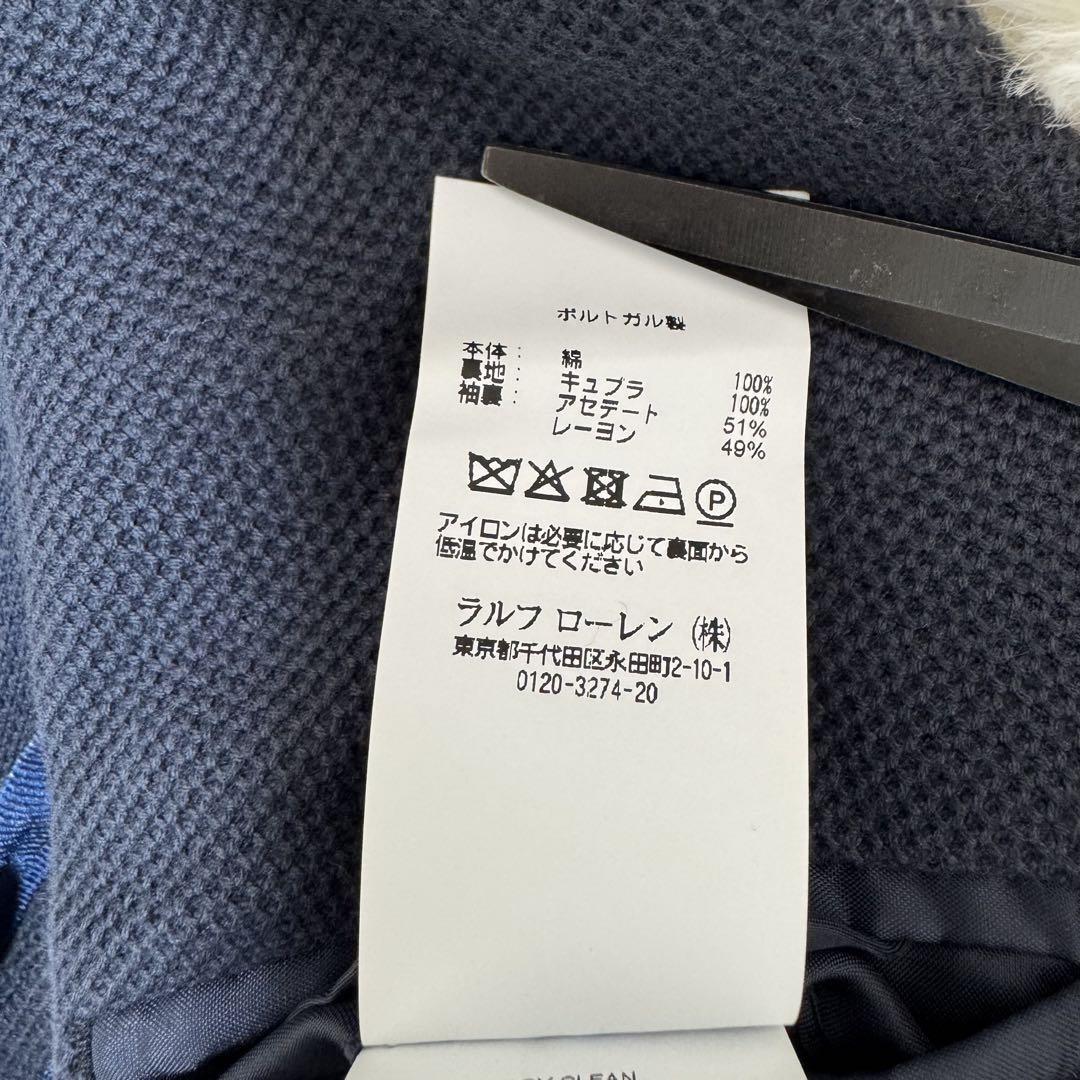 ポルトガル製
本体: 綿 100%
裏地: キュプラ 100%
袖裏: アセテート 51%
レーヨン 49%
P
アイロンは必要に応じて裏面から
低温でかけてください
ラルフ ローレン (株)
東京都千代田区永田町2-10-1
0120-3274-20
CLEAN